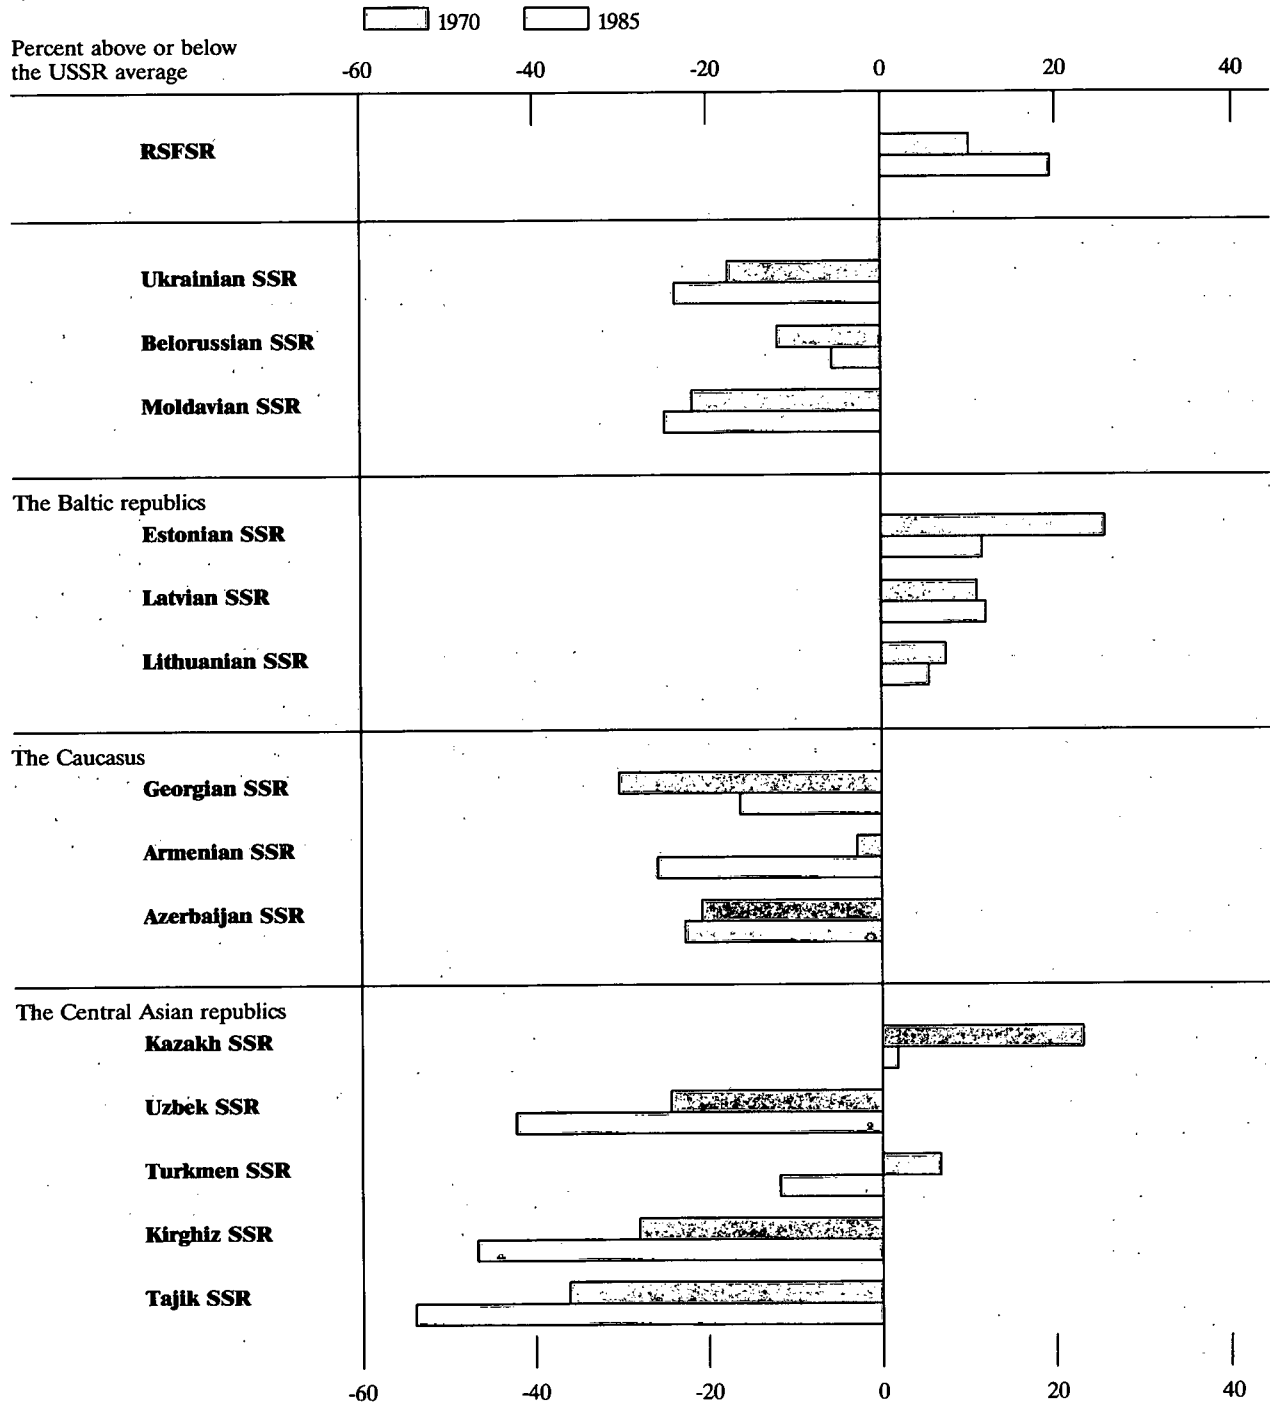 1970 1985
Percent above or below
the USSR average
-60 -40 -20 0 20 40
RSFSR
Ukrainian SSR
Belorussian SSR
Moldavian SSR
The Baltic republics
Estonian SSR
Latvian SSR
Lithuanian SSR
The Caucasus
Georgian SSR
Armenian SSR
Azerbaijan SSR
The Central Asian republics
Kazakh SSR
Uzbek SSR
Turkmen SSR
Kirghiz SSR
Tajik SSR
-60 -40 -20 0 20 40